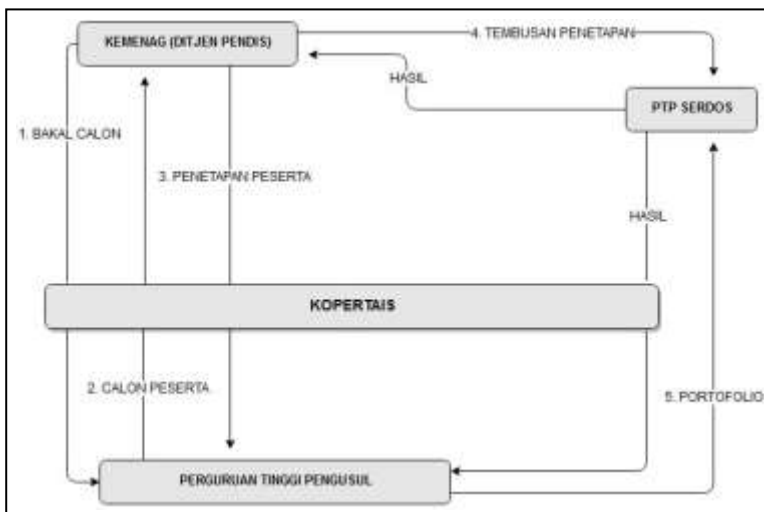 KEMENAG (DITJEN PENDIS)
4. TEMBUSAN PENETAPAN
HASIL
PTP SERDOS
1. BAKAL CALON
3. PENETAPAN PESERTA
HASIL
KOPERTAIS
2. CALON PESERTA
5. PORTOFOLIO
PERGURUAN TINGGI PENGUSUL